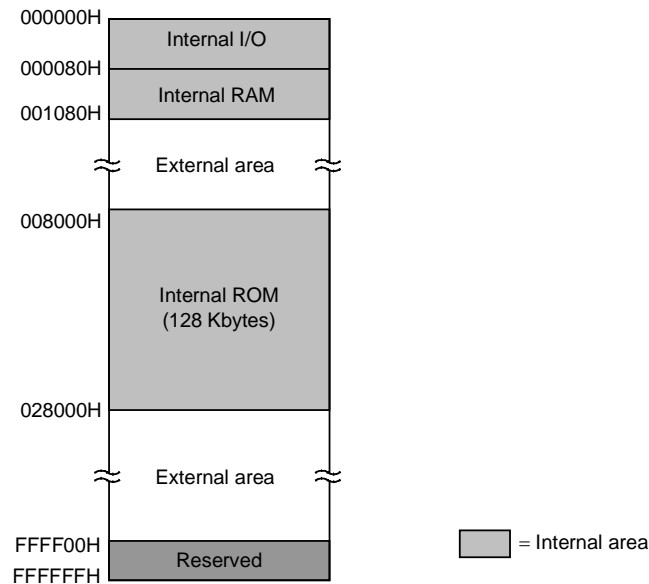 000000H
Internal I/O
000080H
Internal RAM
001080H
External area
008000H
Internal ROM
(128 Kbytes)
028000H
External area
FFFF00H
Reserved
FFFFFFH
= Internal area